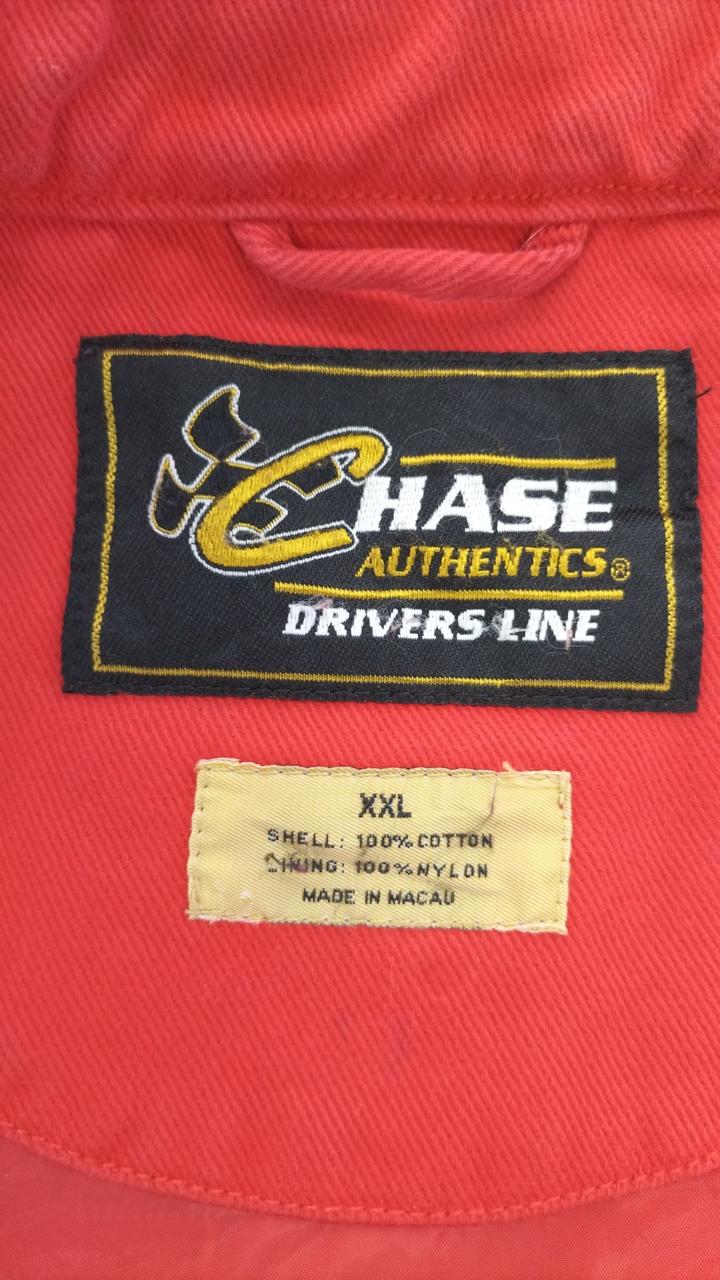 CHASE
AUTHENTICS®
DRIVERS LINE
XXL
SHELL: 100% COTTON
LINING: 100% NYLON
MADE IN MACAU